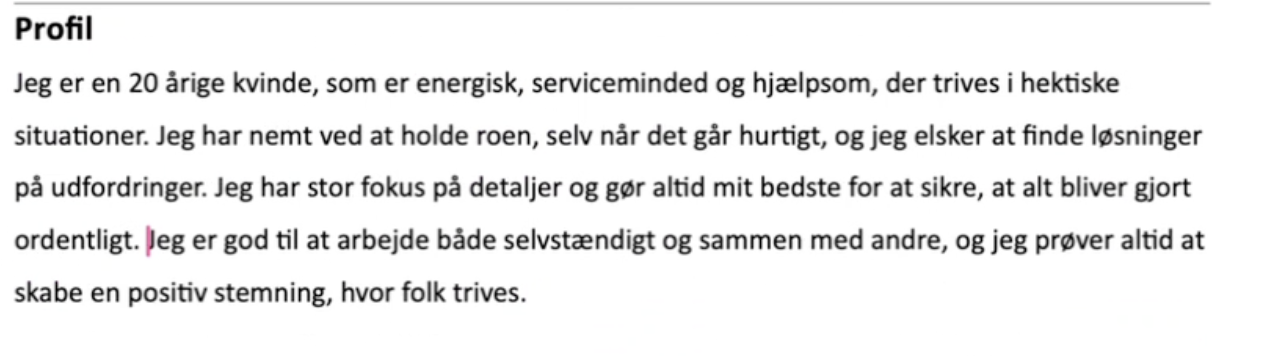 Profil
Jeg er en 20 årige kvinde, som er energisk, serviceminded og hjælpsom, der trives i hektiske
situationer. Jeg har nemt ved at holde roen, selv når det går hurtigt, og jeg elsker at finde løsninger
på udfordringer. Jeg har stor fokus på detaljer og gør altid mit bedste for at sikre, at alt bliver gjort
ordentligt. Jeg er god til at arbejde både selvstændigt og sammen med andre, og jeg prøver altid at
skabe en positiv stemning, hvor folk trives.